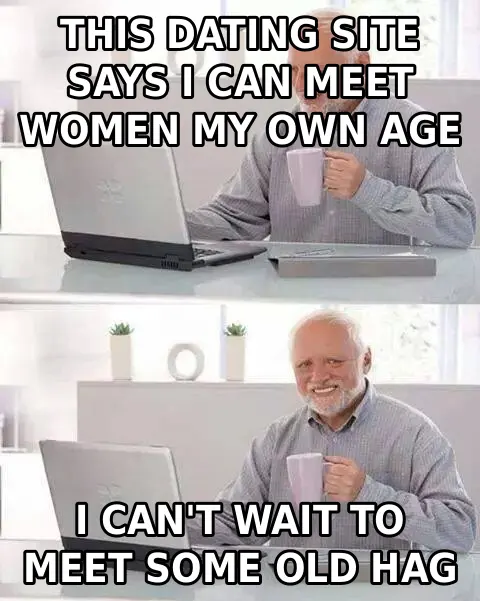 THIS DATING SITE
SAYS I CAN MEET
WOMEN MY OWN AGE
I CAN'T WAIT TO
MEET SOME OLD HAG